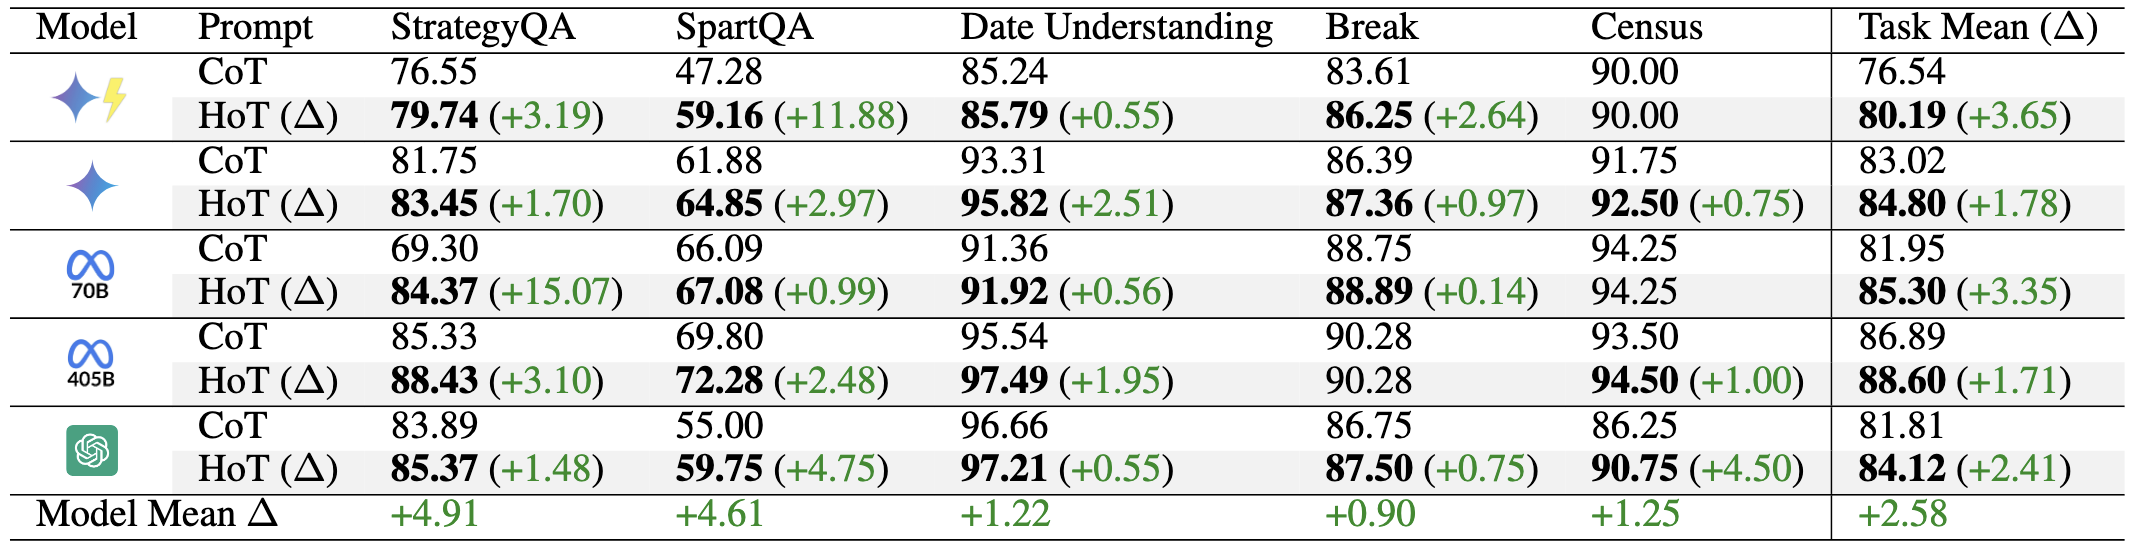 Model Prompt StrategyQA SpartQA Date Understanding Break Census Task Mean (Δ)
CoT 76.55 47.28 85.24 83.61 90.00 76.54
HoT (Δ) 79.74 (+3.19) 59.16 (+11.88) 85.79 (+0.55) 86.25 (+2.64) 90.00 80.19 (+3.65)
CoT 81.75 61.88 93.31 86.39 91.75 83.02
HoT (Δ) 83.45 (+1.70) 64.85 (+2.97) 95.82 (+2.51) 87.36 (+0.97) 92.50 (+0.75) 84.80 (+1.78)
70B
CoT 69.30 66.09 91.36 88.75 94.25 81.95
HoT (Δ) 84.37 (+15.07) 67.08 (+0.99) 91.92 (+0.56) 88.89 (+0.14) 94.25 85.30 (+3.35)
405B
CoT 85.33 69.80 95.54 90.28 93.50 86.89
HoT (Δ) 88.43 (+3.10) 72.28 (+2.48) 97.49 (+1.95) 90.28 94.50 (+1.00) 88.60 (+1.71)
CoT 83.89 55.00 96.66 86.75 86.25 81.81
HoT (Δ) 85.37 (+1.48) 59.75 (+4.75) 97.21 (+0.55) 87.50 (+0.75) 90.75 (+4.50) 84.12 (+2.41)
Model Mean Δ +4.91 +4.61 +1.22 +0.90 +1.25 +2.58